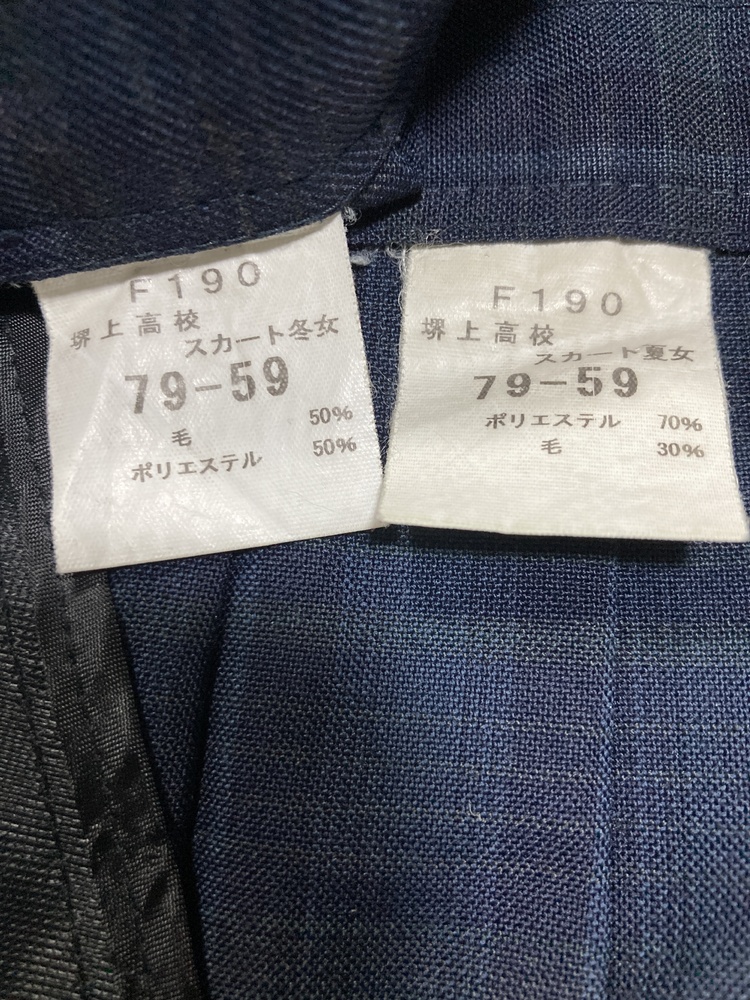 F190
堺上高校
スカート冬女
79-59
50%
毛
50%
ポリエステル
F190
堺上高校
スカート夏女
79-59
ポリエステル 70%
毛 30%